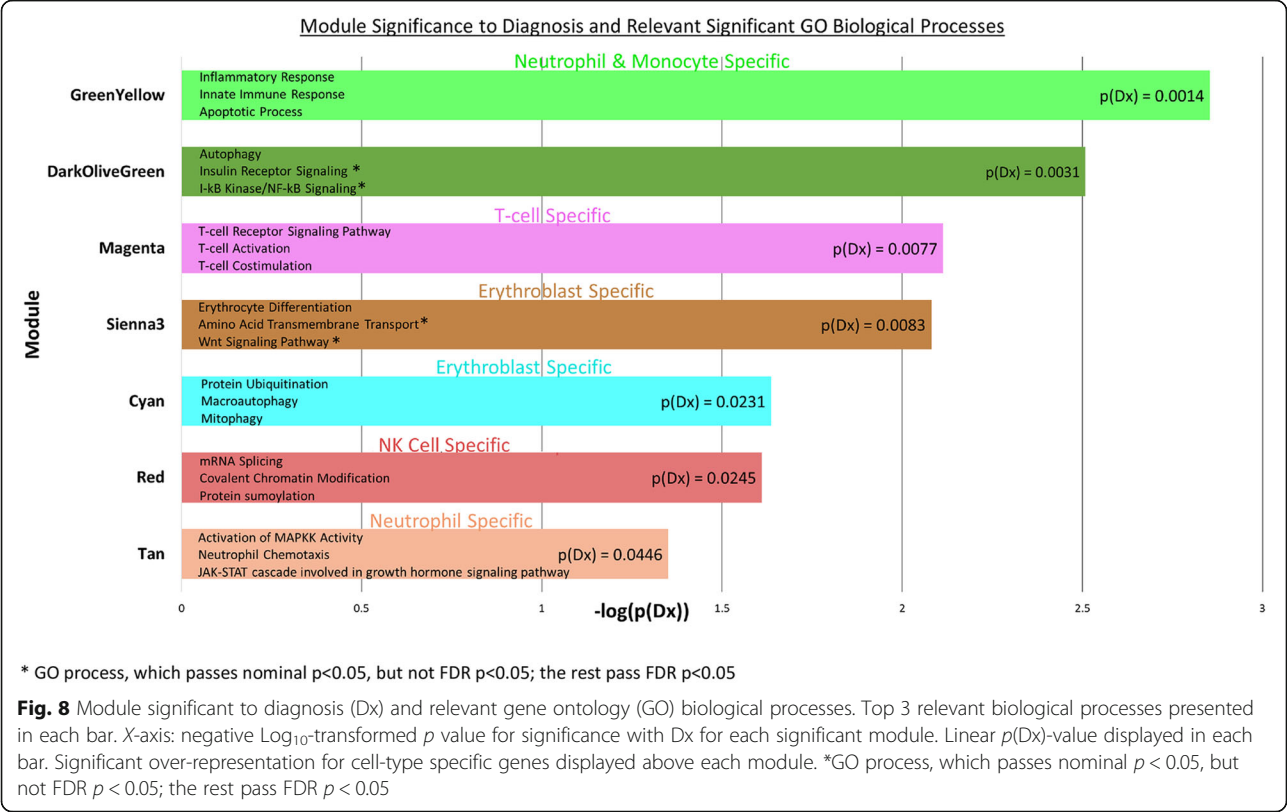 Module Significance to Diagnosis and Relevant Significant GO Biological Processes
Neutrophil & Monocyte Specific
GreenYellow
Inflammatory Response
Innate Immune Response
Apoptotic Process
p(Dx) = 0.0014
DarkOliveGreen
Autophagy
Insulin Receptor Signaling *
I-kB Kinase/NF-kB Signaling*
p(Dx) = 0.0031
T-cell Specific
Magenta
T-cell Receptor Signaling Pathway
T-cell Activation
T-cell Costimulation
p(Dx) = 0.0077
Erythroblast Specific
Sienna3
Erythrocyte Differentiation
Amino Acid Transmembrane Transport*
Wnt Signaling Pathway *
p(Dx) = 0.0083
Erythroblast Specific
Cyan
Protein Ubiquitination
Macroautophagy
Mitophagy
p(Dx) = 0.0231
NK Cell Specific
Red
mRNA Splicing
Covalent Chromatin Modification
Protein sumoylation
p(Dx) = 0.0245
Neutrophil Specific
Tan
Activation of MAPKK Activity
Neutrophil Chemotaxis
JAK-STAT cascade involved in growth hormone signaling pathway
p(Dx) = 0.0446
Module
0 0.5 1 1.5 2 2.5 3
-log(p(Dx))
* GO process, which passes nominal p<0.05, but not FDR p<0.05; the rest pass FDR p<0.05
Fig. 8 Module significant to diagnosis (Dx) and relevant gene ontology (GO) biological processes. Top 3 relevant biological processes presented
in each bar. X-axis: negative Log10-transformed p value for significance with Dx for each significant module. Linear p(Dx)-value displayed in each
bar. Significant over-representation for cell-type specific genes displayed above each module. *GO process, which passes nominal p < 0.05, but
not FDR p < 0.05; the rest pass FDR p < 0.05